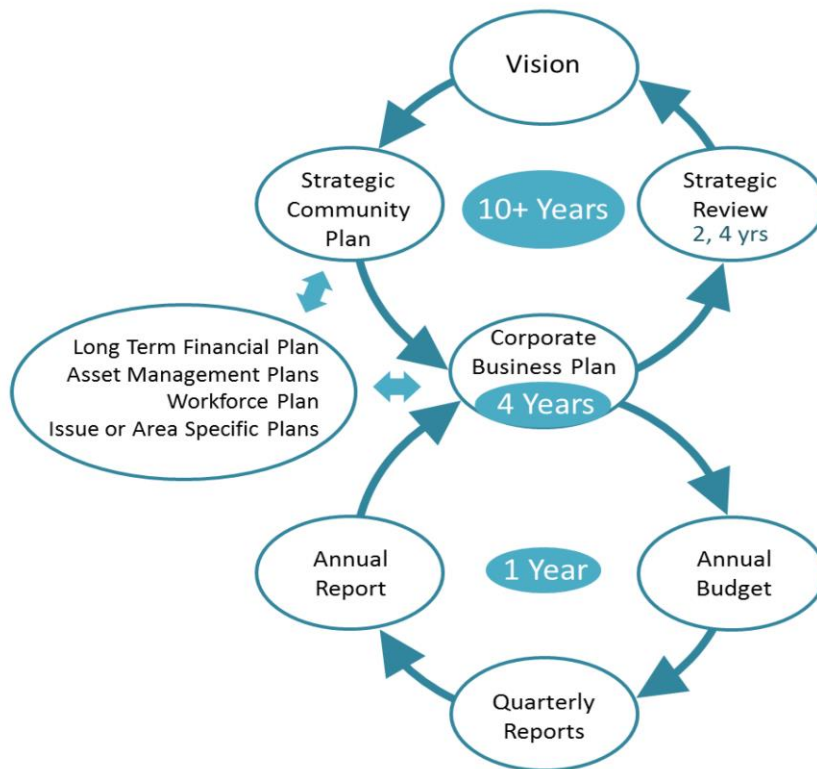 Vision
Strategic
Community
Plan
10+ Years
Strategic
Review
2, 4 yrs
Long Term Financial Plan
Asset Management Plans
Workforce Plan
Issue or Area Specific Plans
Corporate
Business Plan
4 Years
Annual
Report
1 Year
Annual
Budget
Quarterly
Reports